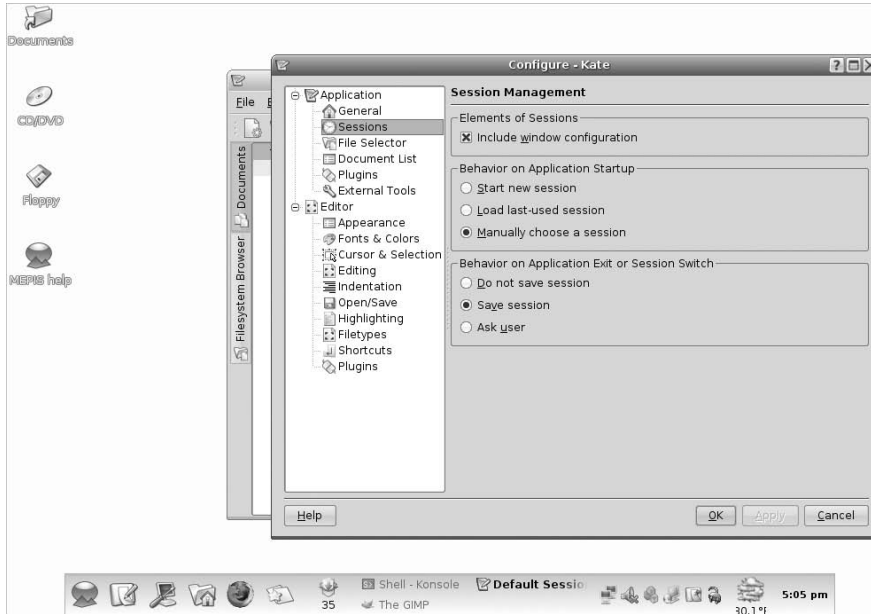 Documents
CD/DVD
Floppy
MEPIS help
File
Documents
Filesystem Browser
Configure - Kate
Application
General
Sessions
File Selector
Document List
Plugins
External Tools
Editor
Appearance
Fonts & Colors
Cursor & Selection
Editing
Indentation
Open/Save
Highlighting
Filetypes
Shortcuts
Plugins
Session Management
Elements of Sessions
Include window configuration
Behavior on Application Startup
Start new session
Load last-used session
Manually choose a session
Behavior on Application Exit or Session Switch
Do not save session
Save session
Ask user
Help
OK
Apply
Cancel
35
Shell - Konsole
The GIMP
Default Sessio
30.1°F
5:05 pm